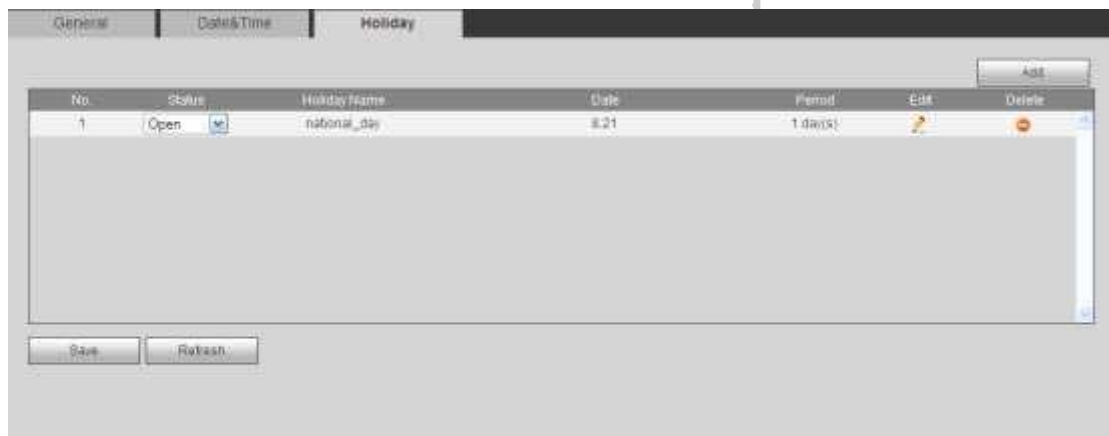 General Date&Time Holiday
Add
No. Status Holiday Name Date Period Edit Delete
1 Open national_day 8.21 1 day(s)
Save Refresh